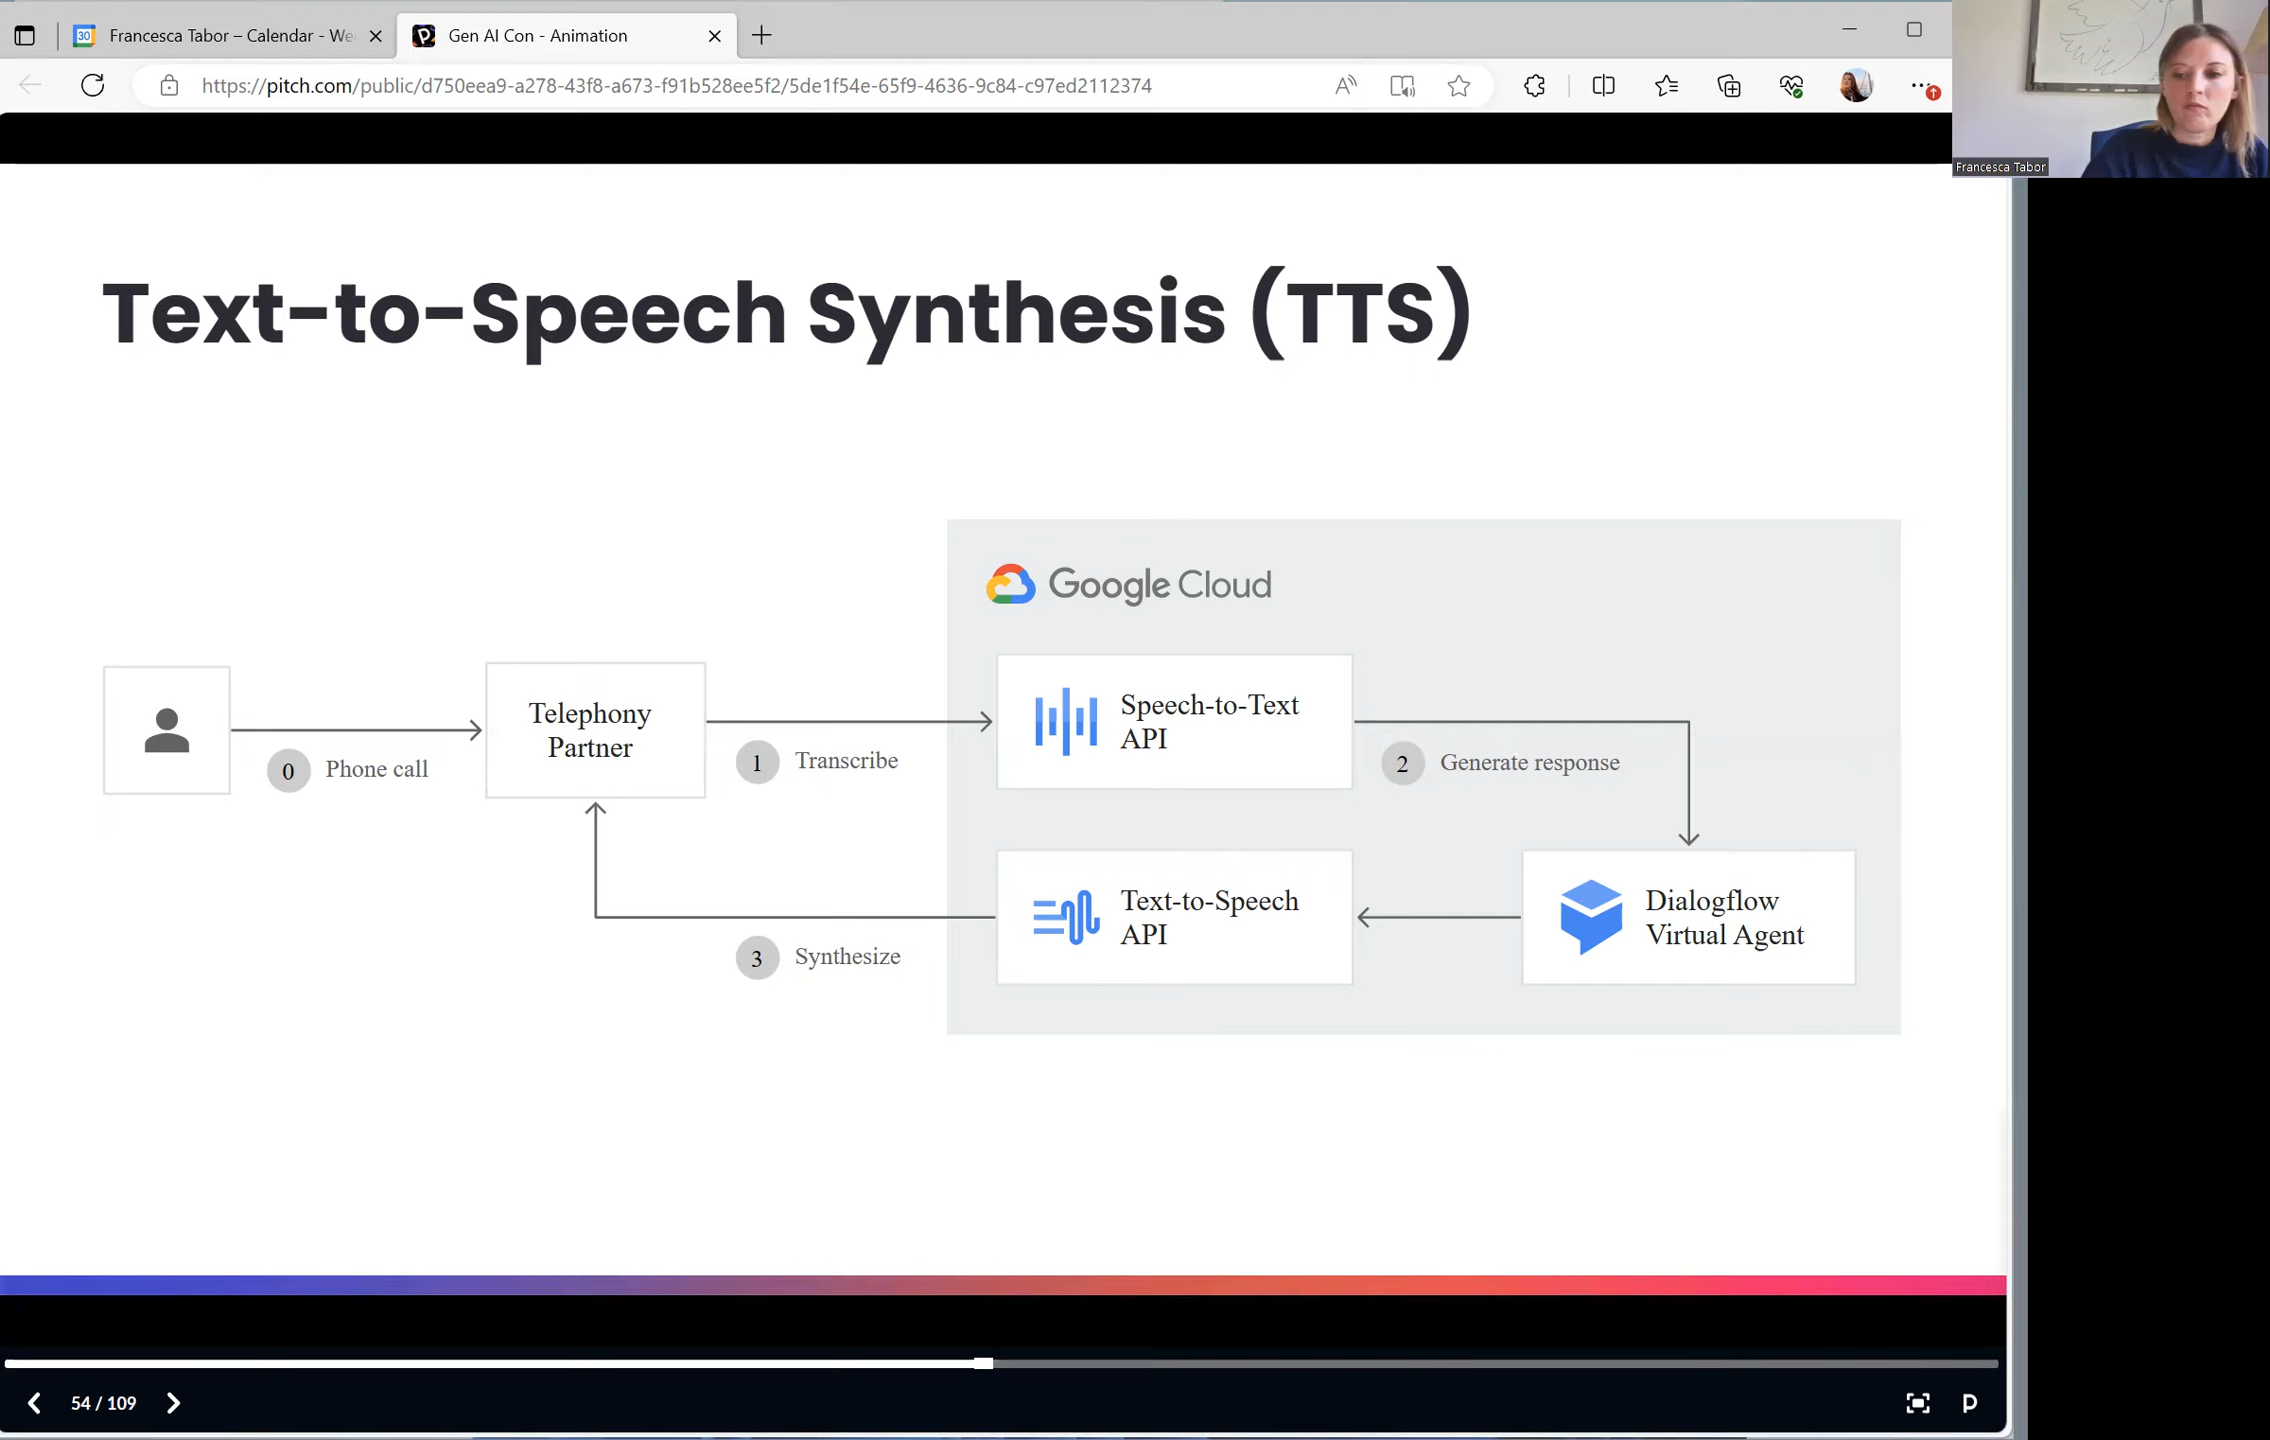 30 Francesca Tabor – Calendar - We
Gen AI Con - Animation
https://pitch.com/public/d750eea9-a278-43f8-a673-f91b528ee5f2/5de1f54e-65f9-4636-9c84-c97ed2112374
Francesca Tabor
Text-to-Speech Synthesis (TTS)
Google Cloud
Telephony
Partner
Speech-to-Text
API
0 Phone call
1 Transcribe
2 Generate response
Text-to-Speech
API
Dialogflow
Virtual Agent
3 Synthesize
54 / 109